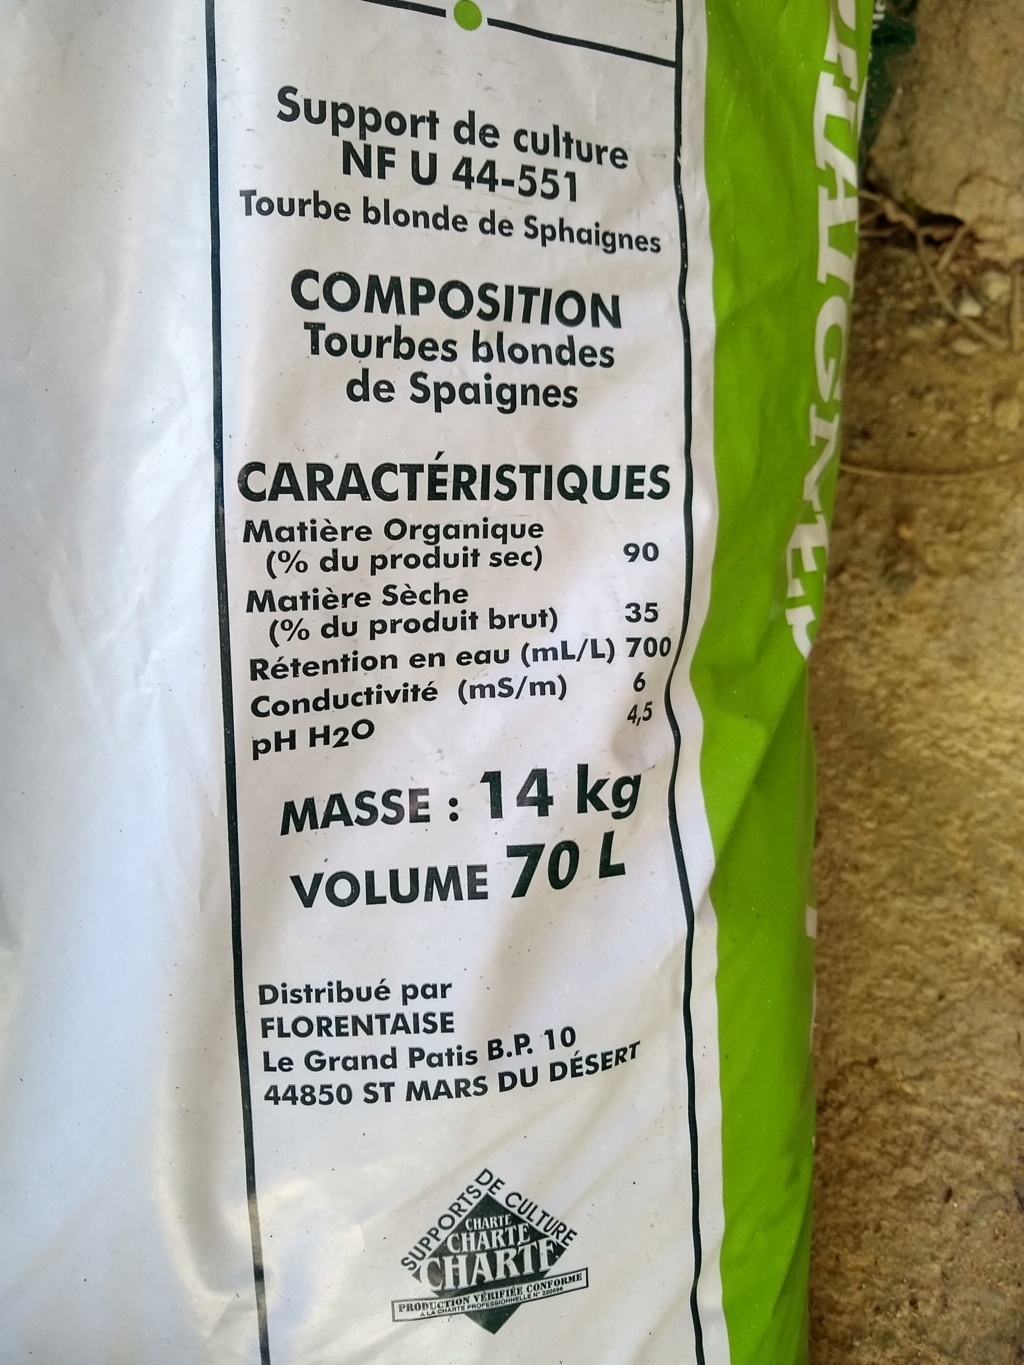 Support de culture
NF U 44-551
Tourbe blonde de Sphaignes
COMPOSITION
Tourbes blondes
de Spaignes
CARACTÉRISTIQUES
Matière Organique
(% du produit sec) 90
Matière Sèche
(% du produit brut) 35
Rétention en eau (mL/L) 700
Conductivité (mS/m) 6
pH H2O 4,5
MASSE : 14 kg
VOLUME 70 L
Distribué par
FLORENTAISE
Le Grand Patis B.P. 10
44850 ST MARS DU DÉSERT
SUPPORTS DE CULTURE
CHARTE
CHARTE
CHARTE
PRODUCTION VÉRIFIÉE CONFORME
A LA CHARTE PROFESSIONNELLE N°